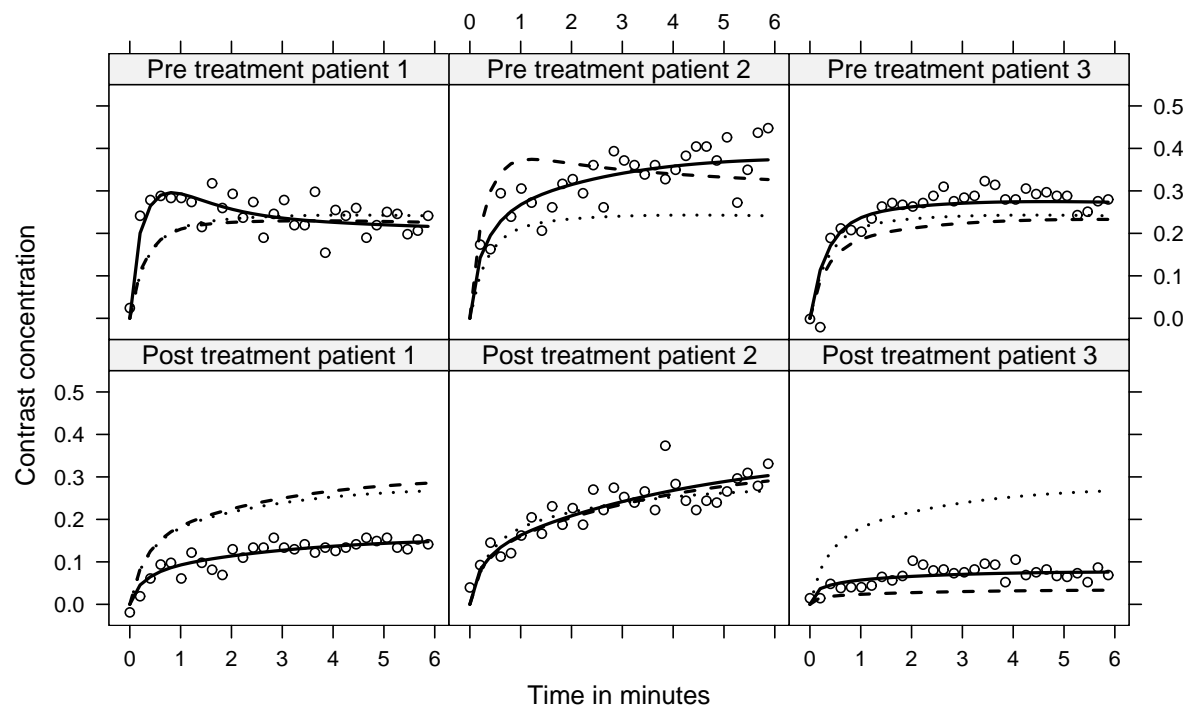 0 1 2 3 4 5 6
Pre treatment patient 1 Pre treatment patient 2 Pre treatment patient 3
0.5
0.4
0.3
0.2
0.1
0.0
Post treatment patient 1 Post treatment patient 2 Post treatment patient 3
0.5
0.4
0.3
0.2
0.1
0.0
Contrast concentration
0 1 2 3 4 5 6 0 1 2 3 4 5 6
Time in minutes